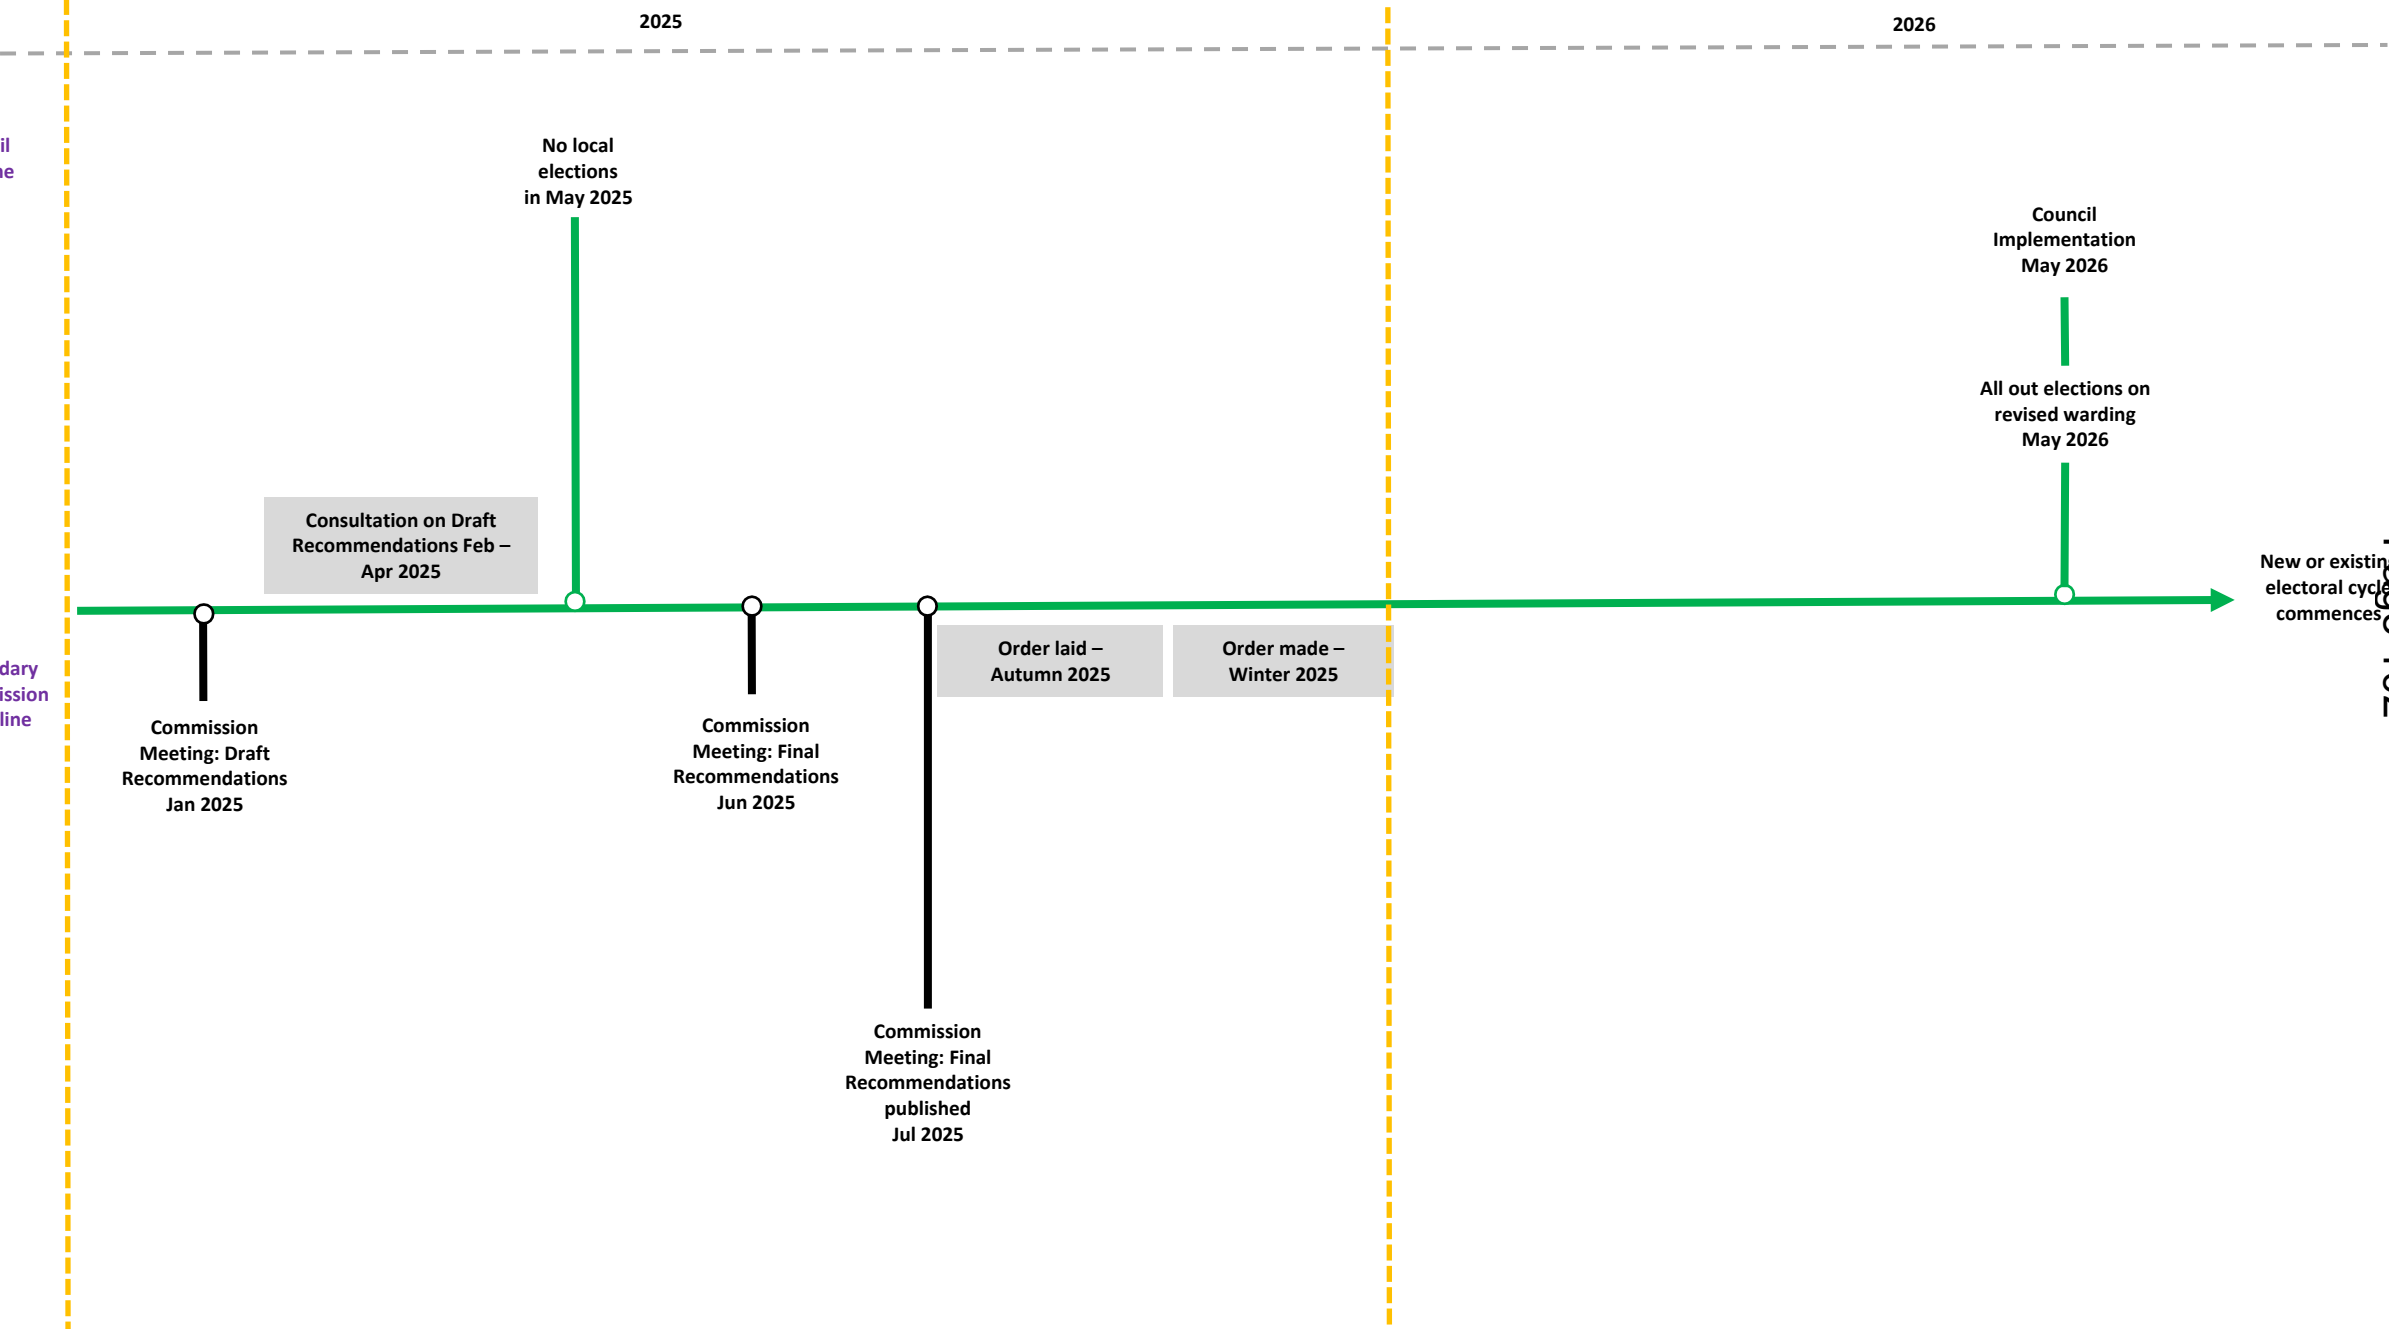 2025
2026
No local
elections
in May 2025
Council
Implementation
May 2026
All out elections on
revised warding
May 2026
Consultation on Draft
Recommendations Feb –
Apr 2025
New or existin
electoral cycle
commences
Order laid –
Autumn 2025
Order made –
Winter 2025
Commission
Meeting: Draft
Recommendations
Jan 2025
Commission
Meeting: Final
Recommendations
Jun 2025
Commission
Meeting: Final
Recommendations
published
Jul 2025